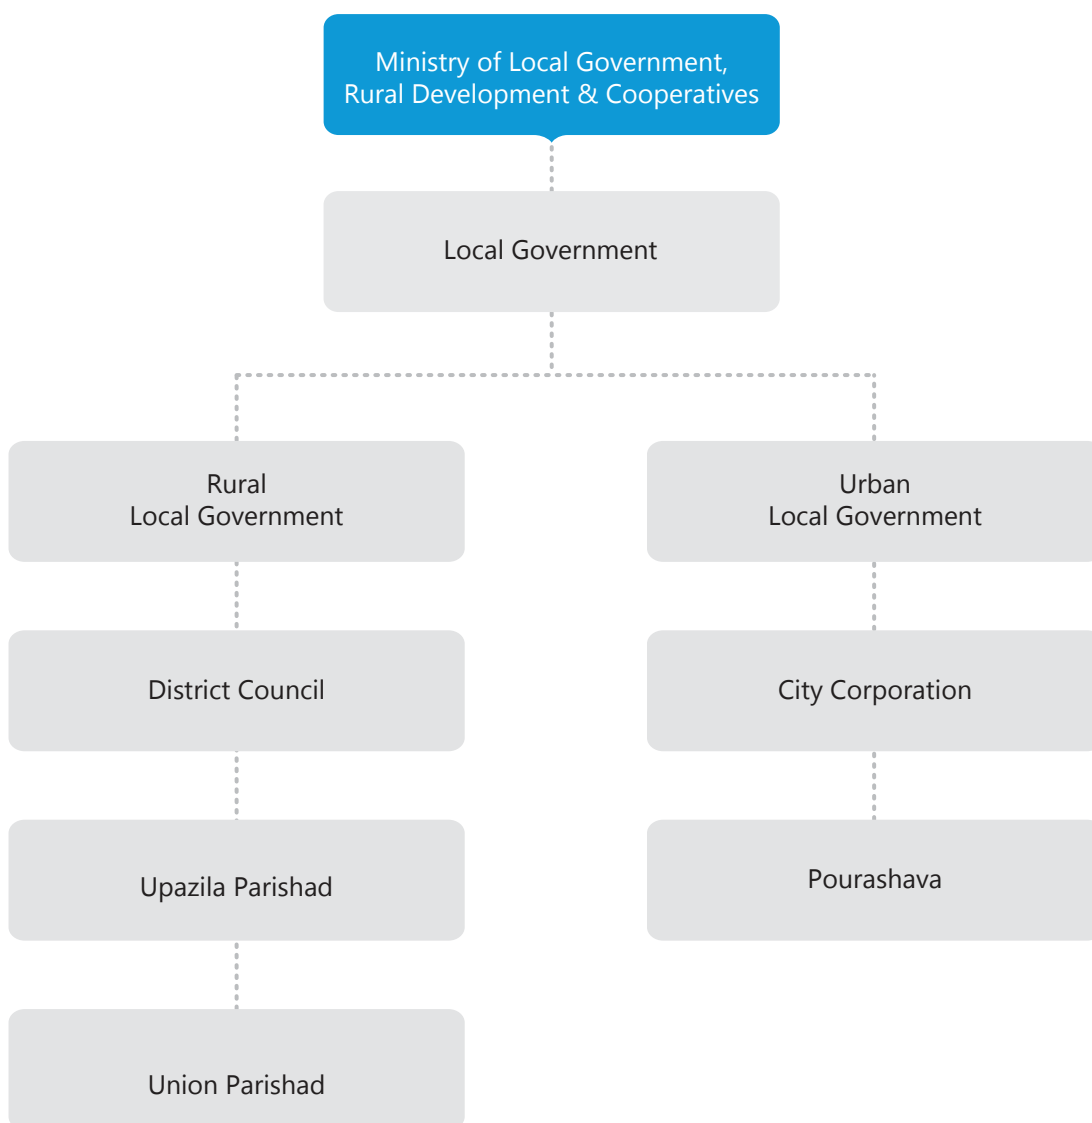 Ministry of Local Government,
Rural Development & Cooperatives
Local Government
Rural
Local Government
Urban
Local Government
District Council
City Corporation
Upazila Parishad
Pourashava
Union Parishad